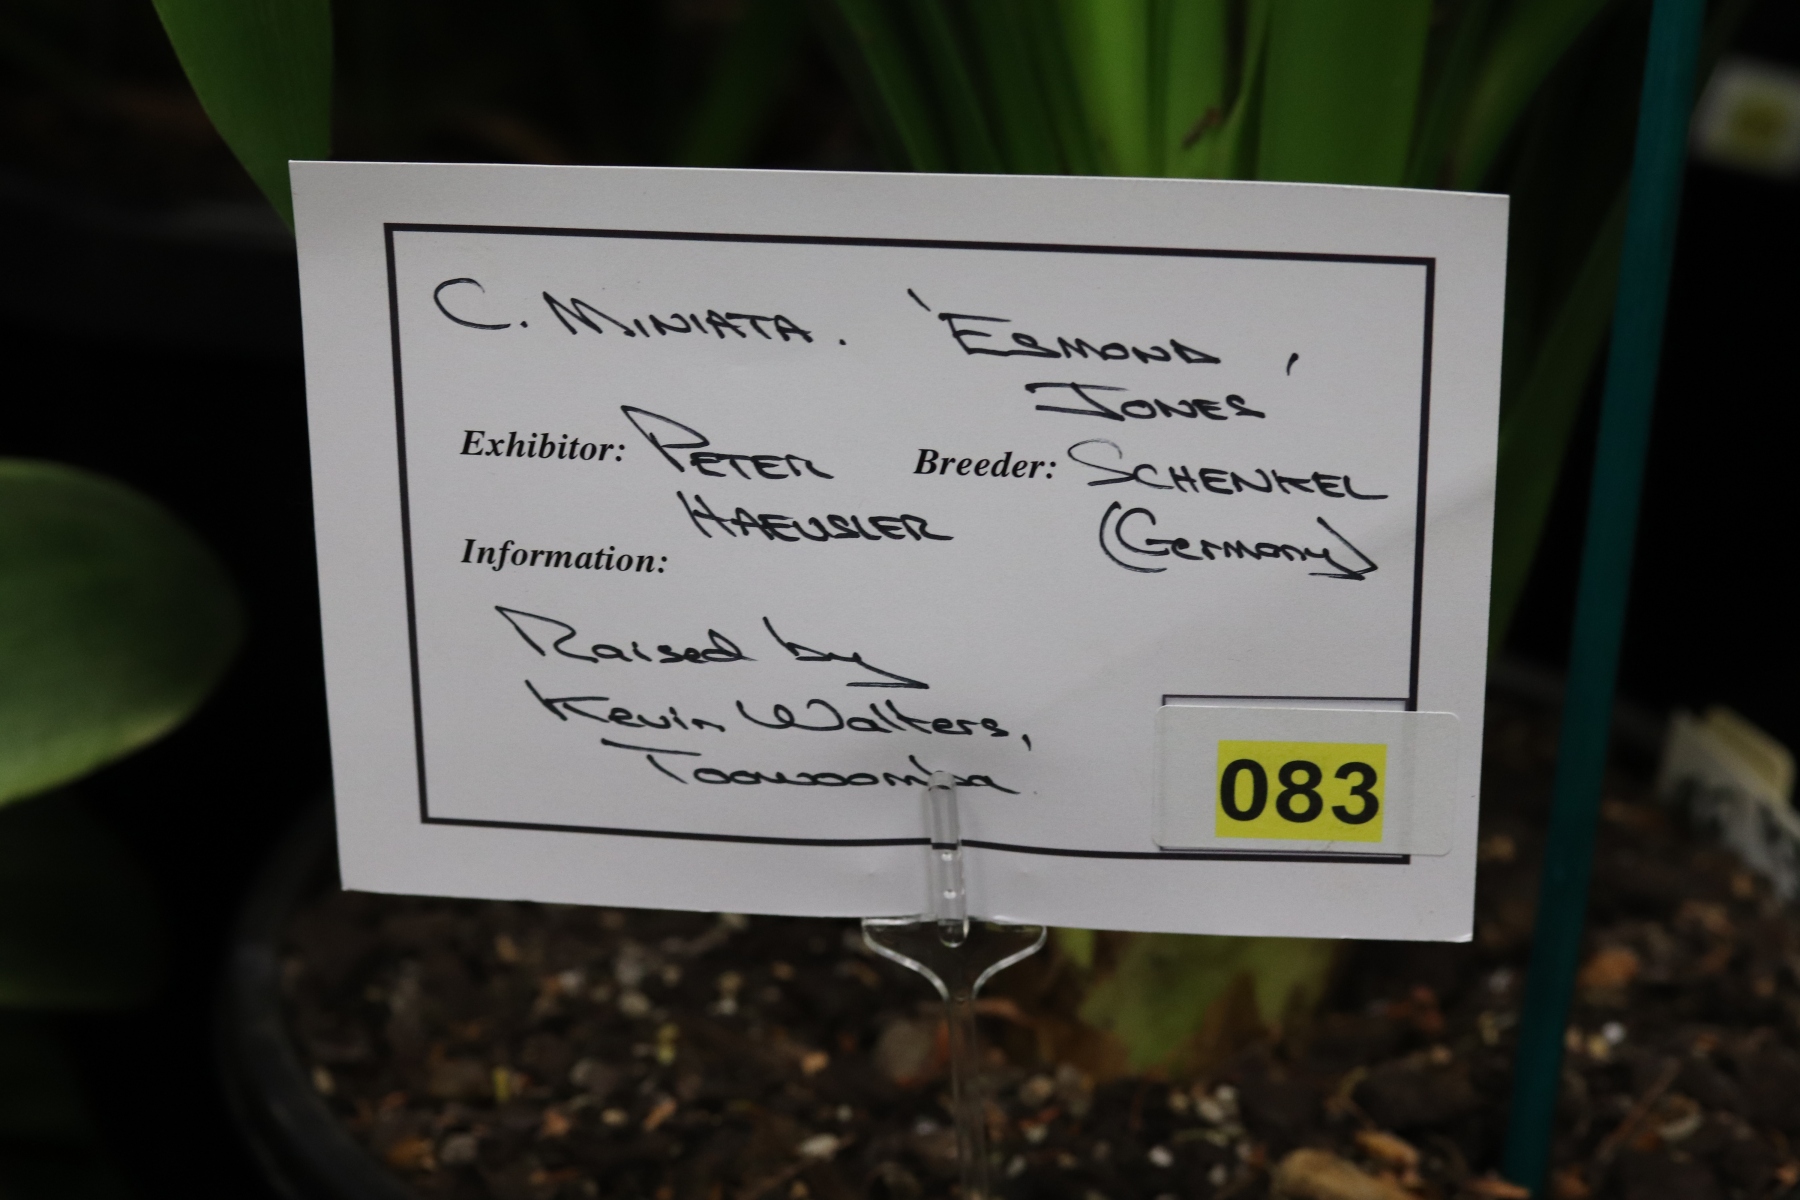 C. MINIATA. 'ESMOND
JONES'
Exhibitor: PETER
HAEUSLER
Breeder: SCHENKEL
(Germany)
Information:
Raised by
Kevin Walters,
Toowoomba
083